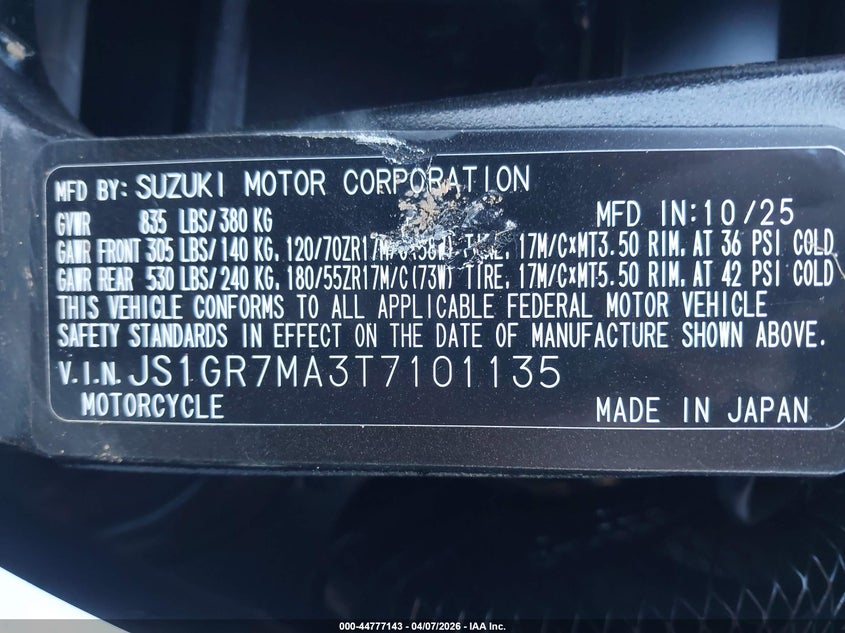 MFD BY: SUZUKI MOTOR CORPORATION
GVWR 835 LBS/380 KG MFD IN:10/25
GAWR FRONT 305 LBS/140 KG, 120/70ZR17M/C(58W) TIRE, 17M/C×MT3.50 RIM, AT 36 PSI COLD
GAWR REAR 530 LBS/240 KG, 180/55ZR17M/C(73W) TIRE, 17M/C×MT5.50 RIM, AT 42 PSI COLD
THIS VEHICLE CONFORMS TO ALL APPLICABLE FEDERAL MOTOR VEHICLE
SAFETY STANDARDS IN EFFECT ON THE DATE OF MANUFACTURE SHOWN ABOVE.
V.I.N. JS1GR7MA3T7101135
MOTORCYCLE MADE IN JAPAN
000-44777143 - 04/07/2026 - IAA Inc.